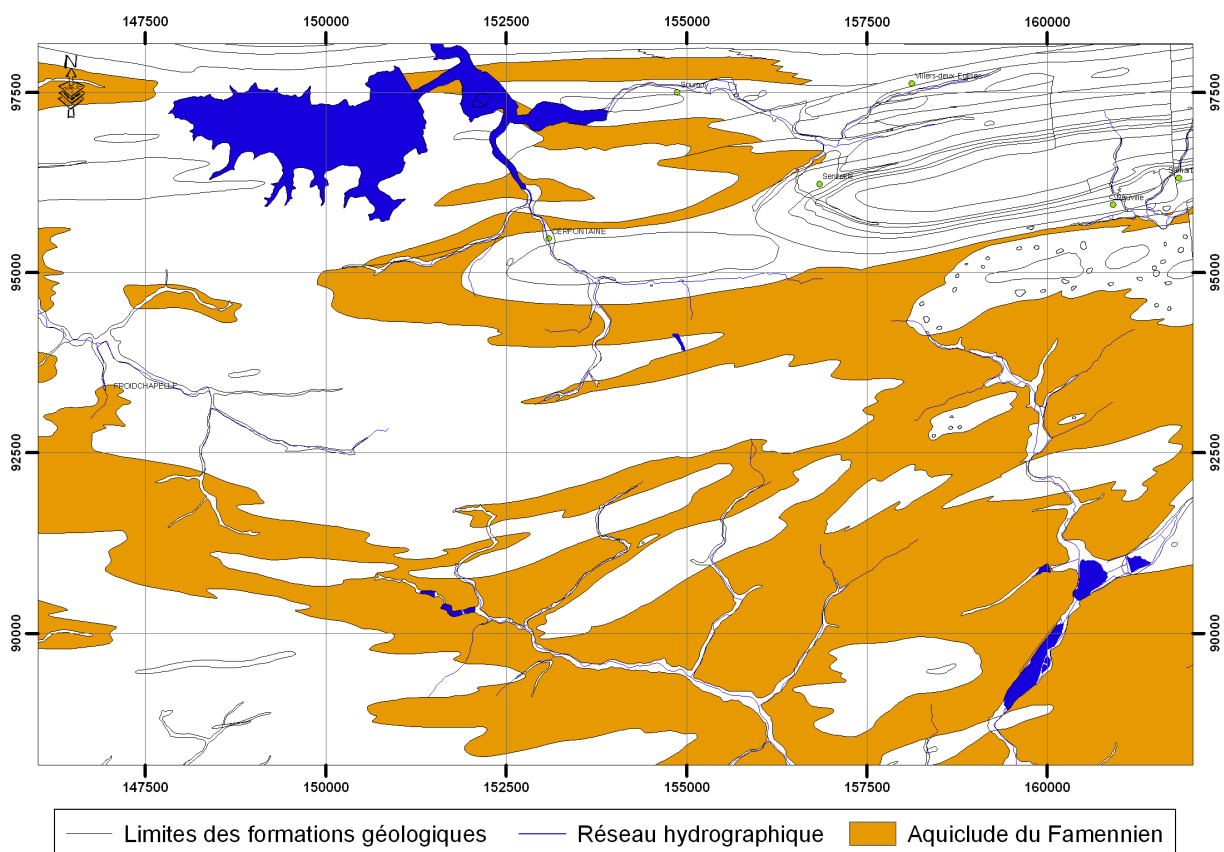 147500 150000 152500 155000 157500 160000
N
97500 97500
Villers-deux-Eglises
Senzeille
CERFONTAINE
95000 95000
FROIDCHAPELLE
92500 92500
90000 90000
147500 150000 152500 155000 157500 160000
Limites des formations géologiques Réseau hydrographique Aquiclude du Famennien